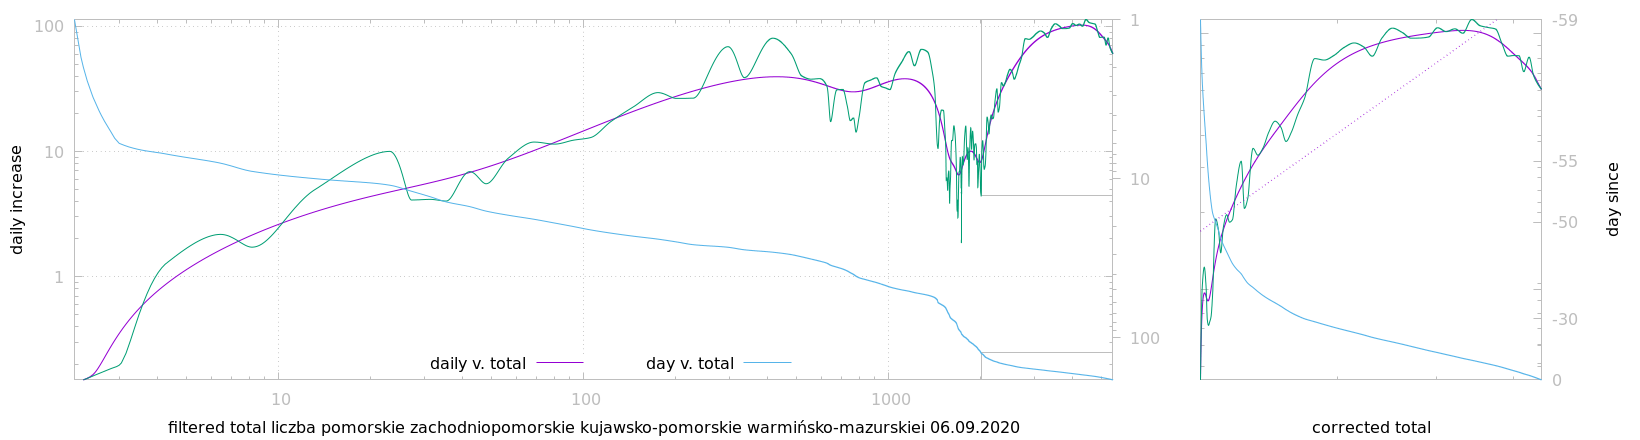 100
10
1
daily increase
daily v. total
day v. total
10
100
1000
1
10
100
filtered total liczba pomorskie zachodniopomorskie kujawsko-pomorskie warmińsko-mazurskiei 06.09.2020
-59
-55
-50
-30
0
day since
corrected total